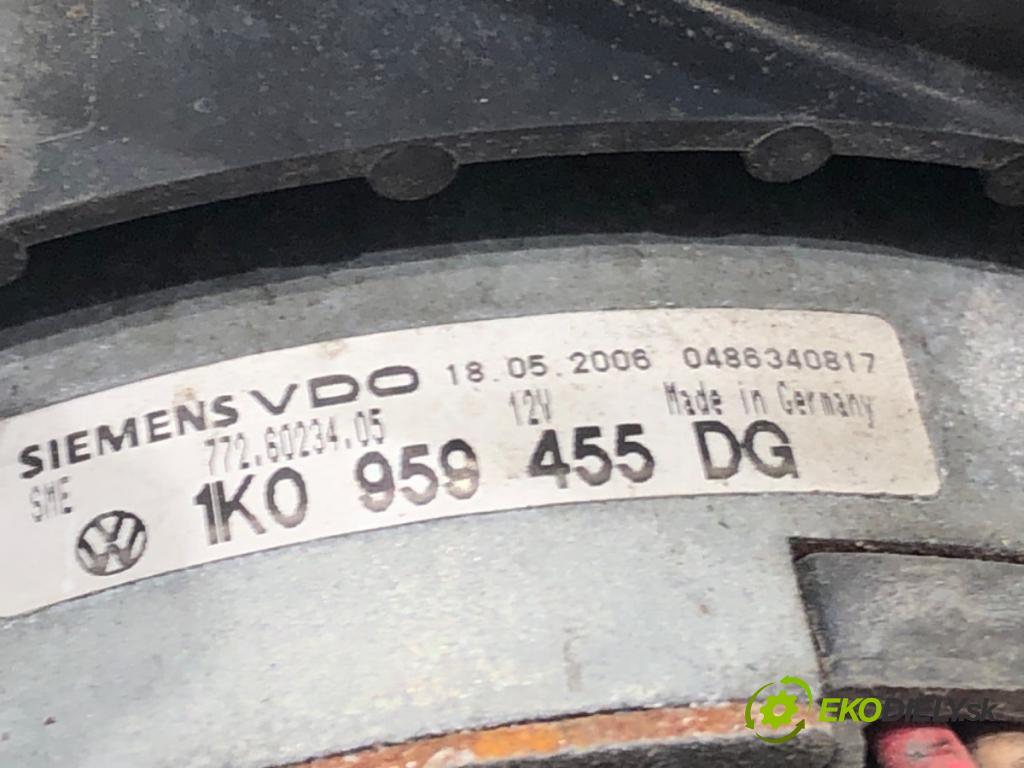 SIEMENS VDO 18.05.2006 0486340817
772.60234.05 12V Made in Germany
SME 1K0 959 455 DG
EKODIELY.sk